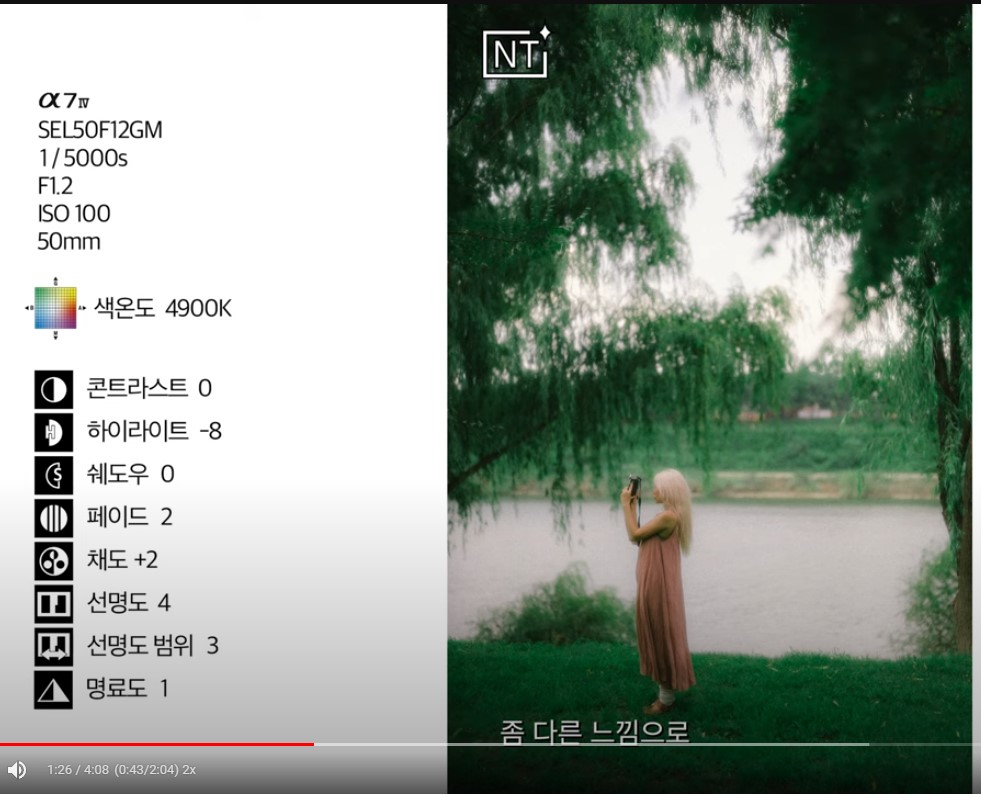 α7Ⅳ
SEL50F12GM
1/5000s
F1.2
ISO 100
50mm
색온도 4900K
콘트라스트 0
하이라이트 -8
쉐도우 0
페이드 2
채도 +2
선명도 4
선명도 범위 3
명료도 1
NT
좀 다른 느낌으로
1:26 / 4:08 (0:43/2:04) 2x